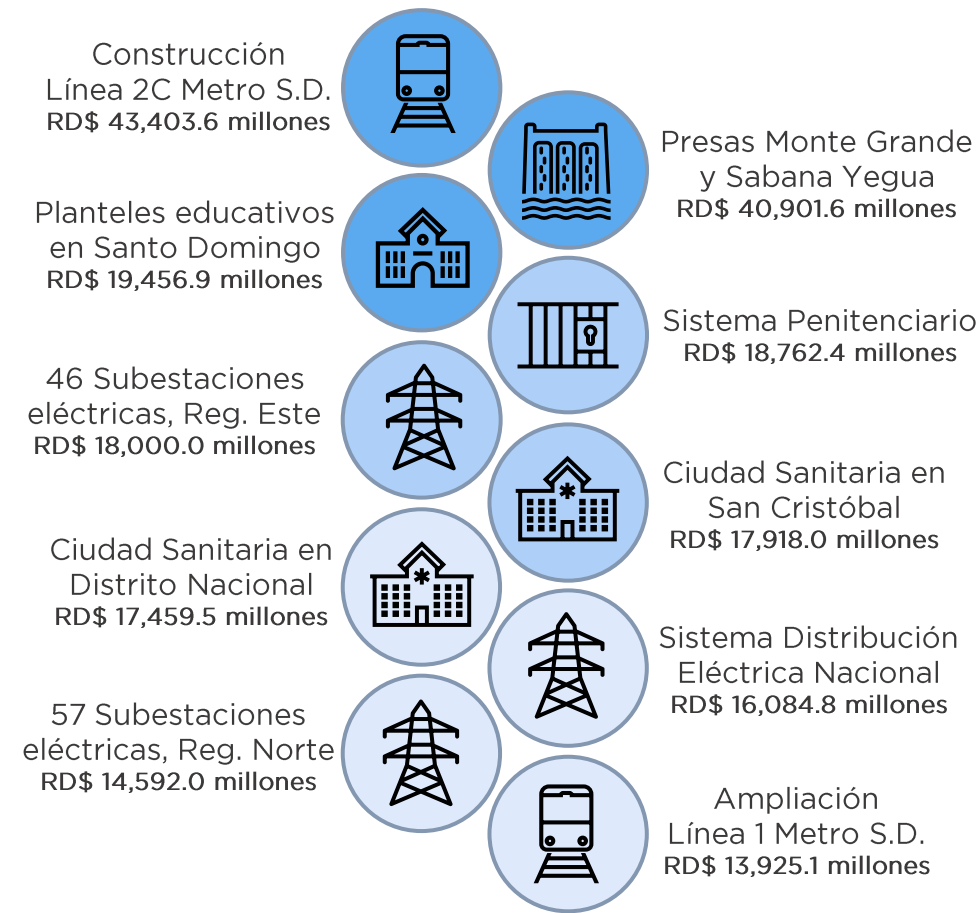 Construcción
Línea 2C Metro S.D.
RD$ 43,403.6 millones
Presas Monte Grande
y Sabana Yegua
RD$ 40,901.6 millones
Planteles educativos
en Santo Domingo
RD$ 19,456.9 millones
Sistema Penitenciario
RD$ 18,762.4 millones
46 Subestaciones
eléctricas, Reg. Este
RD$ 18,000.0 millones
Ciudad Sanitaria en
San Cristóbal
RD$ 17,918.0 millones
Ciudad Sanitaria en
Distrito Nacional
RD$ 17,459.5 millones
Sistema Distribución
Eléctrica Nacional
RD$ 16,084.8 millones
57 Subestaciones
eléctricas, Reg. Norte
RD$ 14,592.0 millones
Ampliación
Línea 1 Metro S.D.
RD$ 13,925.1 millones